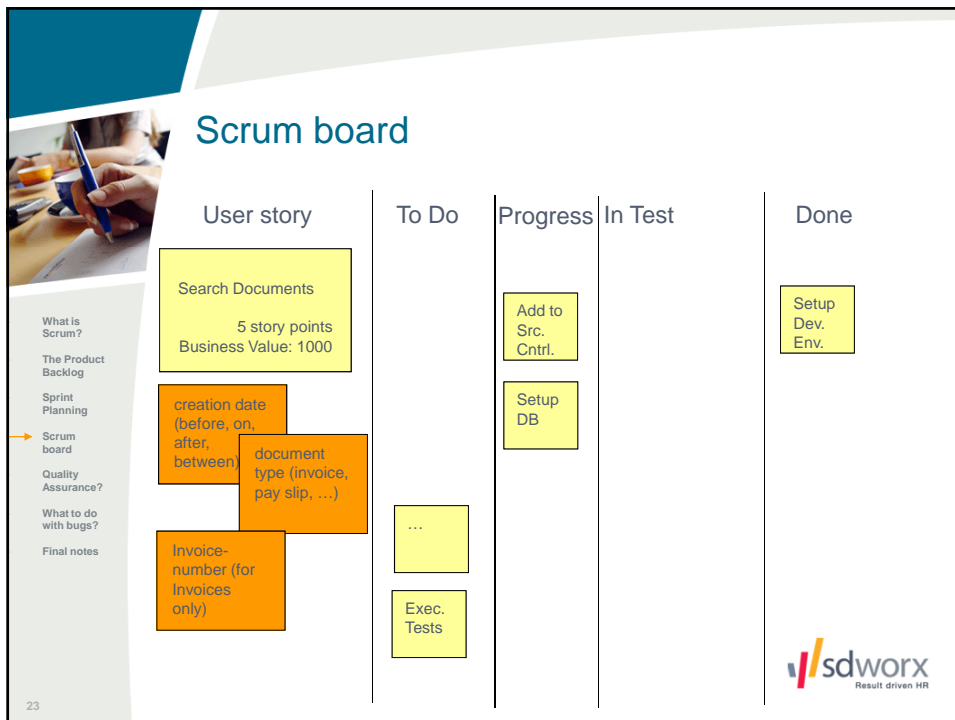 Scrum board
User story
To Do
Progress
In Test
Done
Search Documents
5 story points
Business Value: 1000
creation date
(before, on,
after,
between)
document
type (invoice,
pay slip, …)
Invoice-
number (for
Invoices
only)
…
Exec.
Tests
Add to
Src.
Cntrl.
Setup
DB
Setup
Dev.
Env.
What is
Scrum?
The Product
Backlog
Sprint
Planning
Scrum
board
Quality
Assurance?
What to do
with bugs?
Final notes
sdworx
Result driven HR
23